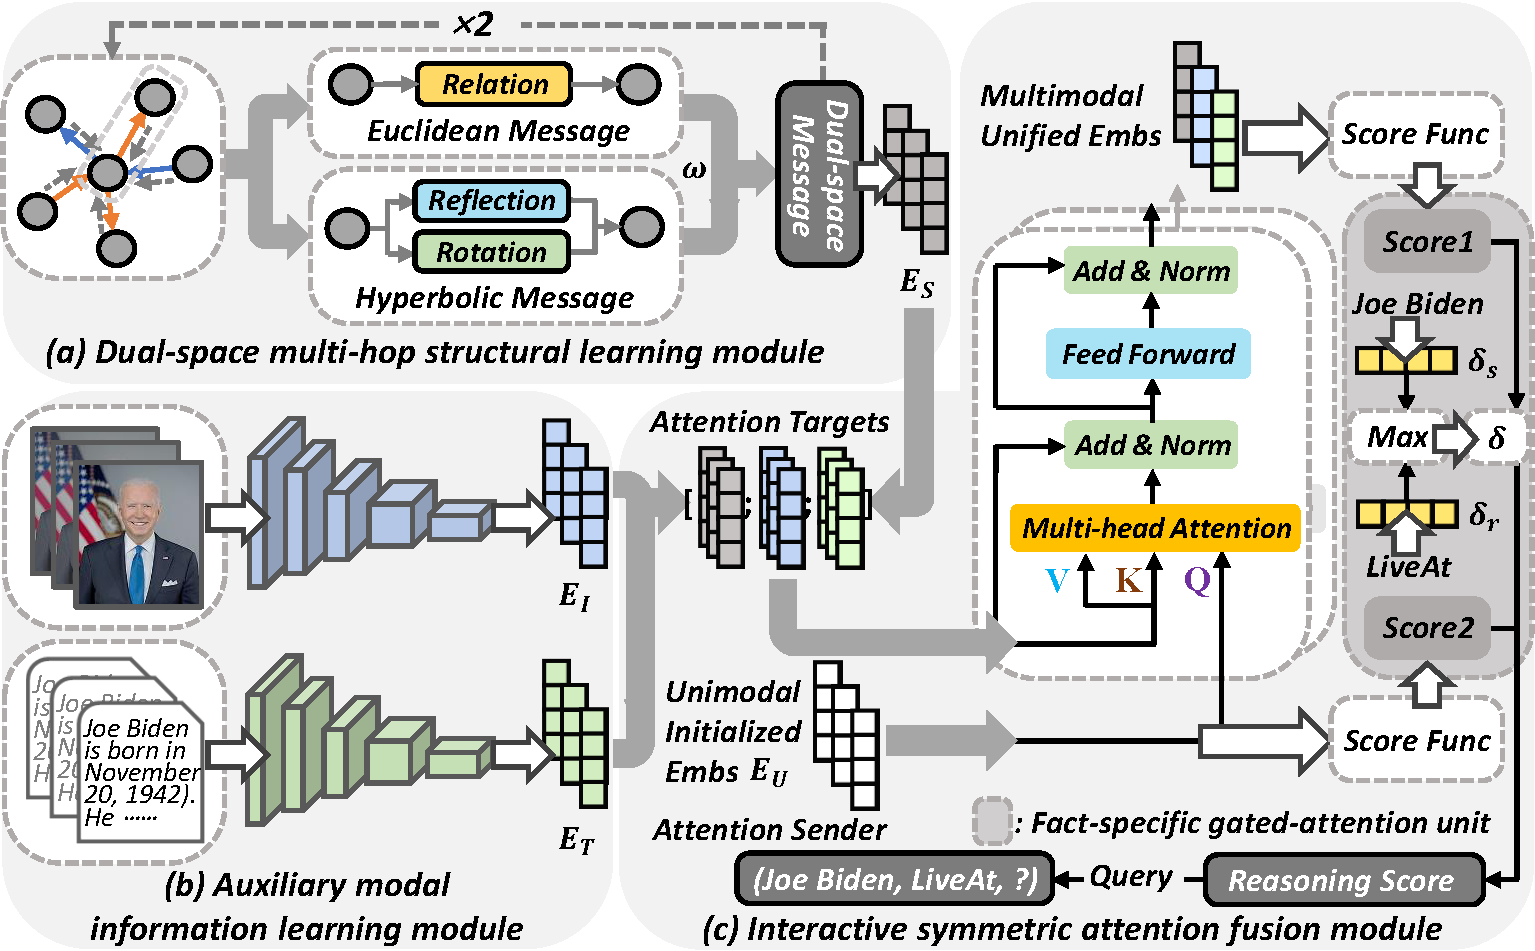 ×2
Relation
Euclidean Message
Reflection
Rotation
Hyperbolic Message
ω
Dual-space
Message
E_S
(a) Dual-space multi-hop structural learning module
E_I
Joe Biden
is born in
November
20, 1942).
He ……
E_T
(b) Auxiliary modal
information learning module
Attention Targets
[ ; ; ]
Unimodal
Initialized
Embs E_U
Attention Sender
Multimodal
Unified Embs
Add & Norm
Feed Forward
Add & Norm
Multi-head Attention
V K Q
Score Func
Score1
Joe Biden
δ_s
Max
δ
δ_r
LiveAt
Score2
Score Func
: Fact-specific gated-attention unit
(Joe Biden, LiveAt, ?)
Query
Reasoning Score
(c) Interactive symmetric attention fusion module